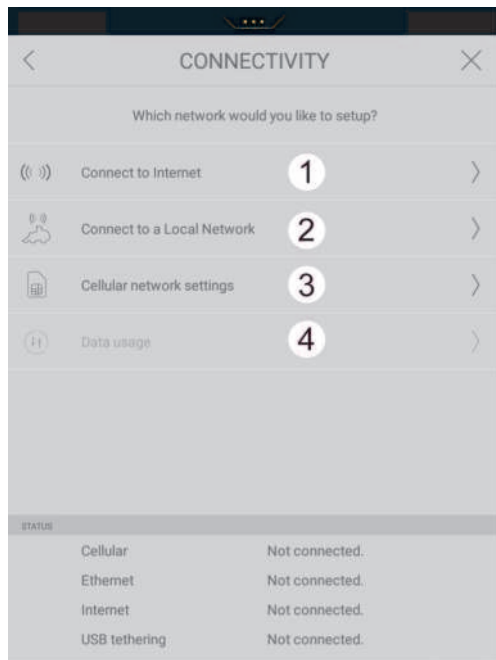 CONNECTIVITY
Which network would you like to setup?
Connect to Internet 1
Connect to a Local Network 2
Cellular network settings 3
Data usage 4
STATUS
Cellular Not connected.
Ethernet Not connected.
Internet Not connected.
USB tethering Not connected.